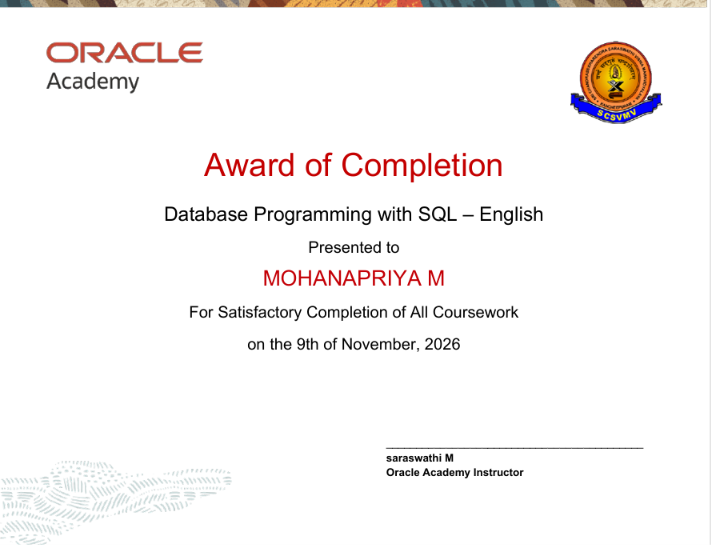 ORACLE
Academy
SCSVMV
Award of Completion
Database Programming with SQL – English
Presented to
MOHANAPRIYA M
For Satisfactory Completion of All Coursework
on the 9th of November, 2026
saraswathi M
Oracle Academy Instructor